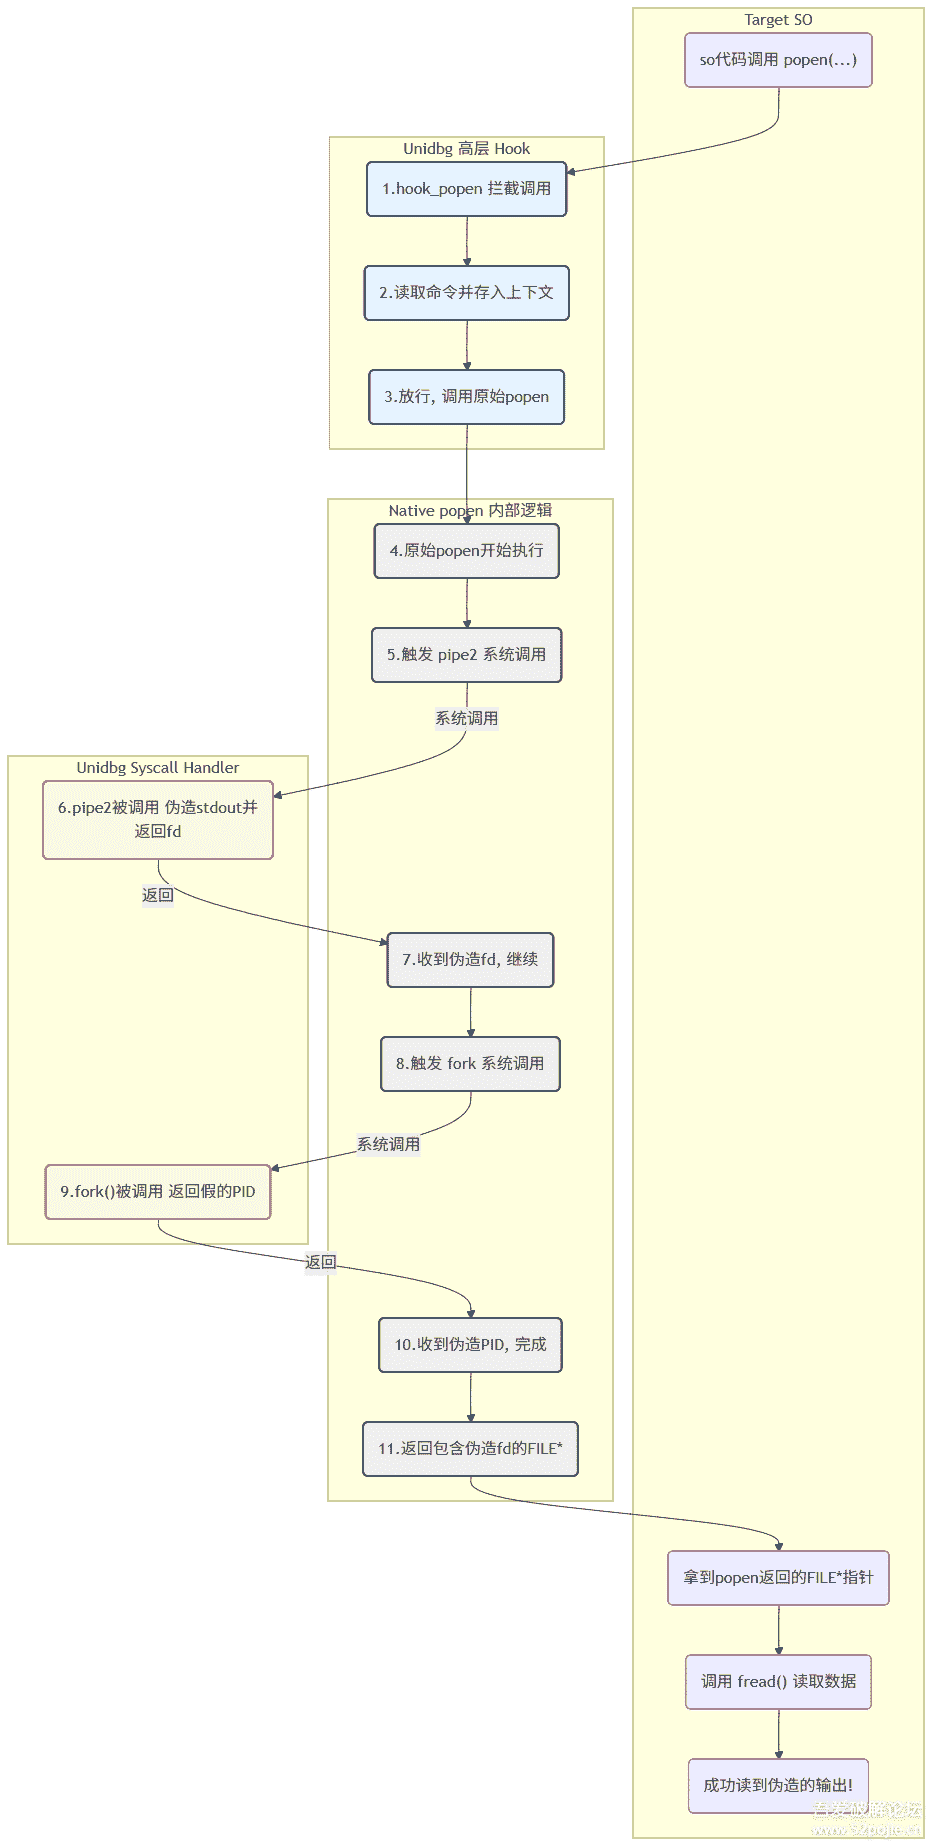 Target SO
so代码调用 popen(...)
Unidbg 高层 Hook
1.hook_popen 拦截调用
2.读取命令并存入上下文
3.放行, 调用原始popen
Native popen 内部逻辑
4.原始popen开始执行
5.触发 pipe2 系统调用
系统调用
Unidbg Syscall Handler
6.pipe2被调用 伪造stdout并
返回fd
返回
7.收到伪造fd, 继续
8.触发 fork 系统调用
系统调用
9.fork()被调用 返回假的PID
返回
10.收到伪造PID, 完成
11.返回包含伪造fd的FILE*
拿到popen返回的FILE*指针
调用 fread() 读取数据
成功读到伪造的输出!
吾爱破解论坛
www.52pojie.cn